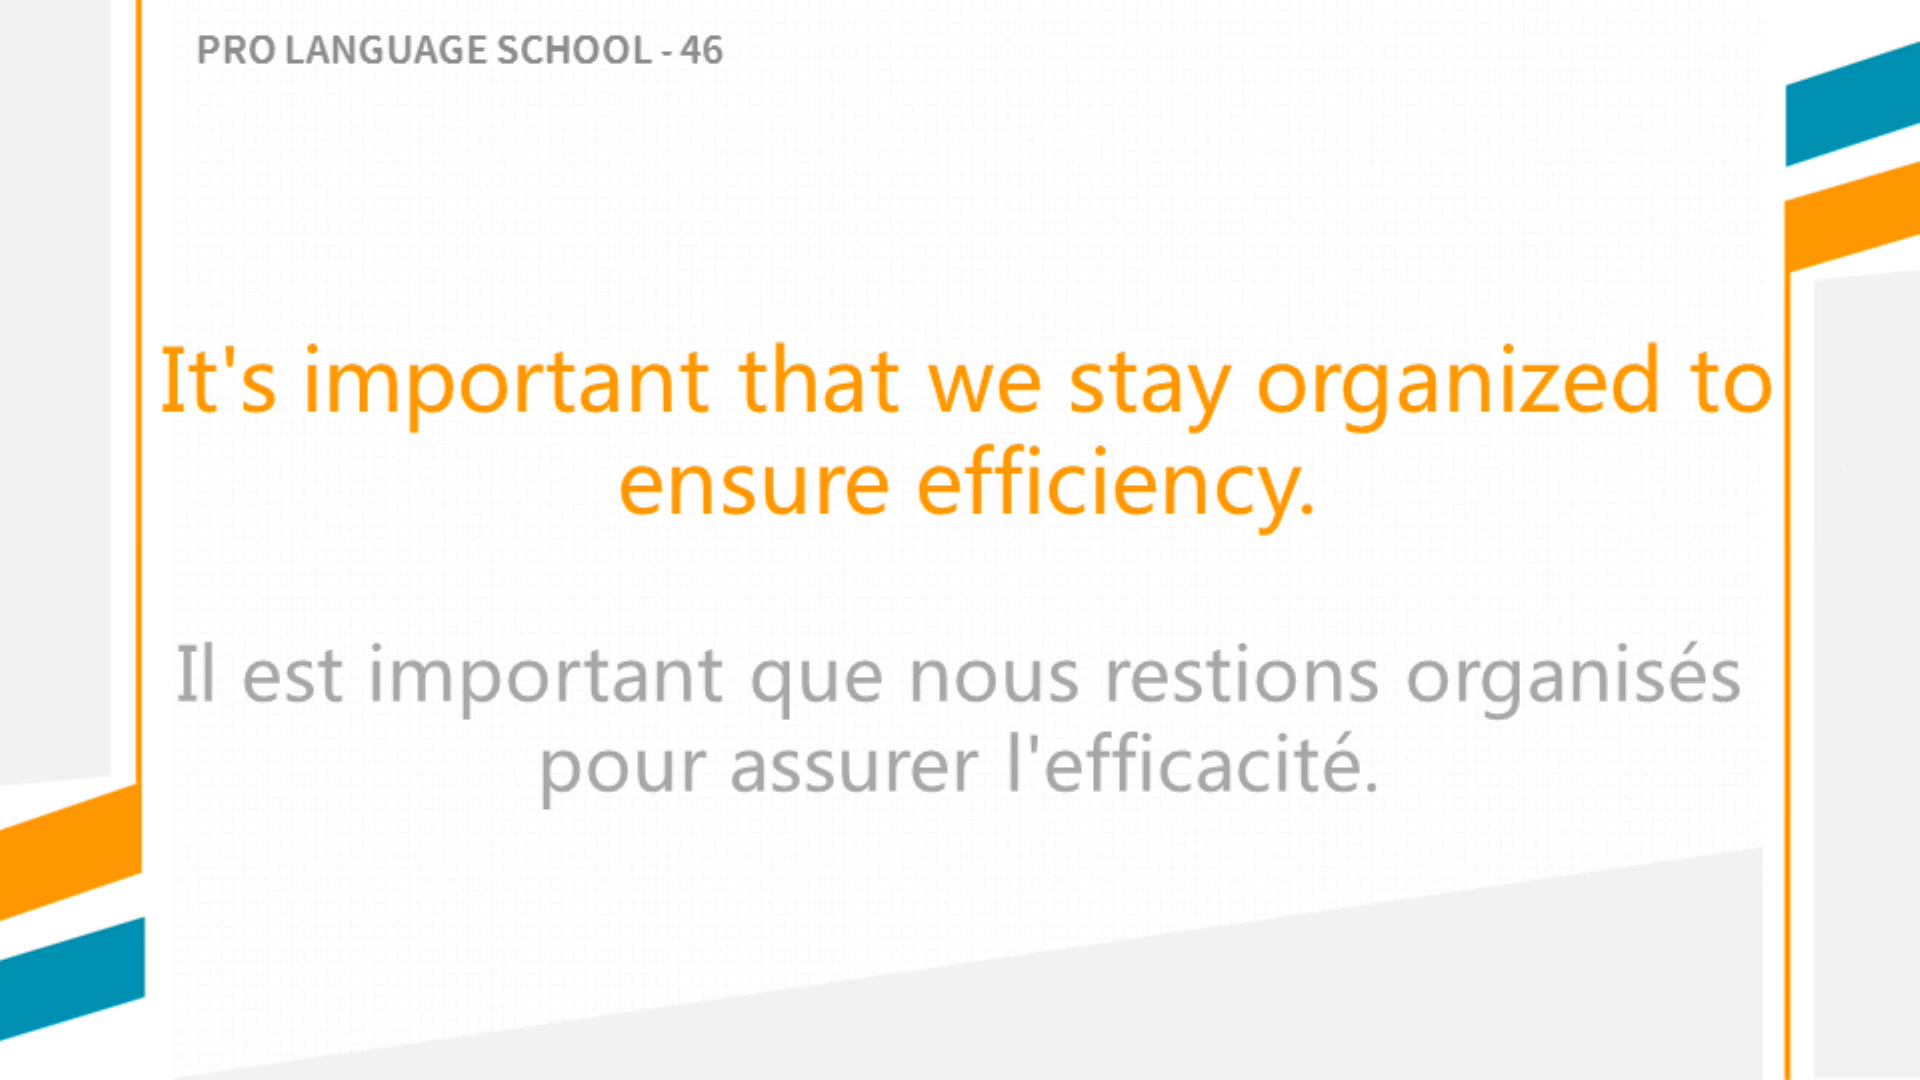 PRO LANGUAGE SCHOOL - 46
It's important that we stay organized to
ensure efficiency.
Il est important que nous restions organisés
pour assurer l'efficacité.